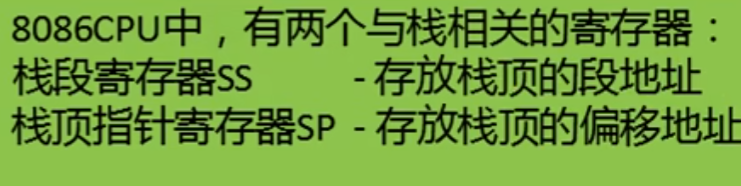 8086CPU中，有两个与栈相关的寄存器：
栈段寄存器SS - 存放栈顶的段地址
栈顶指针寄存器SP - 存放栈顶的偏移地址